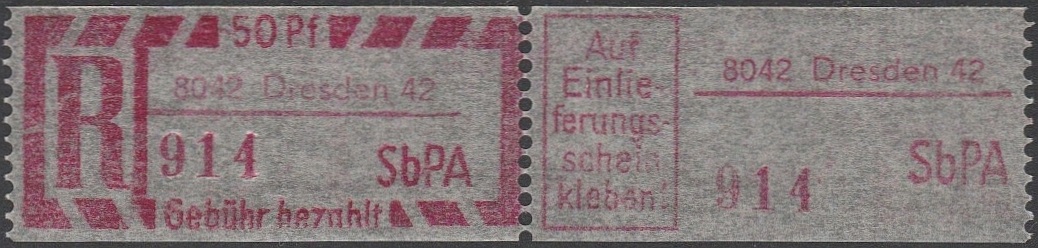 50 Pf
R
8042 Dresden 42
914
SbPA
Gebühr bezahlt
Auf
Einlie-
ferungs-
schein
kleben!
8042 Dresden 42
914
SbPA